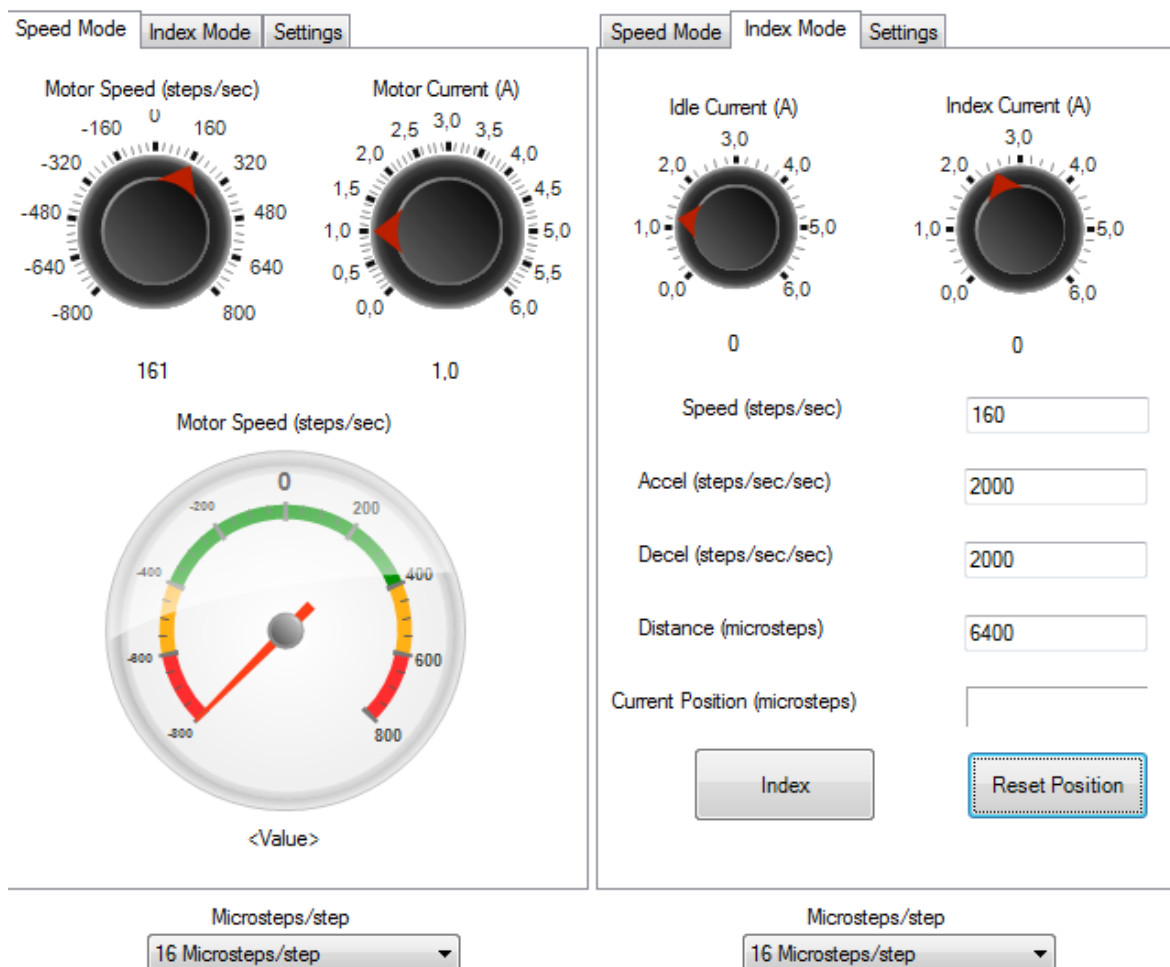 Speed Mode Index Mode Settings
Motor Speed (steps/sec)
-800 -640 -480 -320 -160 0 160 320 480 640 800
161
Motor Current (A)
0,0 0,5 1,0 1,5 2,0 2,5 3,0 3,5 4,0 4,5 5,0 5,5 6,0
1,0
Motor Speed (steps/sec)
-800 -600 -400 -200 0 200 400 600 800
<Value>
Microsteps/step
16 Microsteps/step
Speed Mode Index Mode Settings
Idle Current (A)
0,0 1,0 2,0 3,0 4,0 5,0 6,0
0
Index Current (A)
0,0 1,0 2,0 3,0 4,0 5,0 6,0
0
Speed (steps/sec) 160
Accel (steps/sec/sec) 2000
Decel (steps/sec/sec) 2000
Distance (microsteps) 6400
Current Position (microsteps)
Index Reset Position
Microsteps/step
16 Microsteps/step